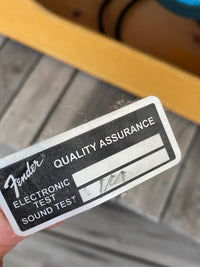 Fender
QUALITY ASSURANCE
ELECTRONIC
TEST
SOUND TEST